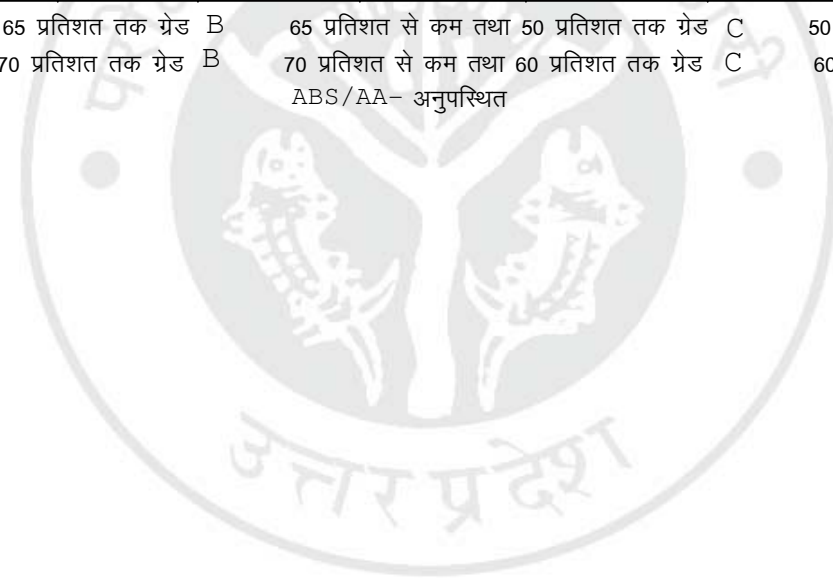 65 प्रतिशत तक ग्रेड B 65 प्रतिशत से कम तथा 50 प्रतिशत तक ग्रेड C 50
70 प्रतिशत तक ग्रेड B 70 प्रतिशत से कम तथा 60 प्रतिशत तक ग्रेड C 60
ABS/AA- अनुपस्थित
उत्तर प्रदेश